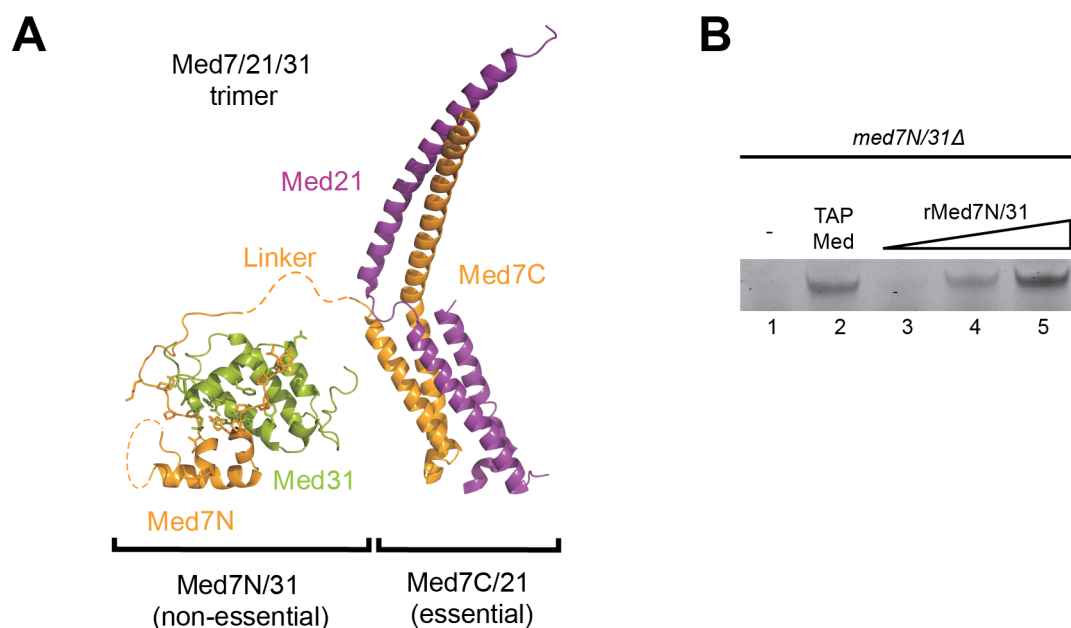 A
Med7/21/31
trimer
Med21
Linker
Med7C
Med31
Med7N
Med7N/31
(non-essential)
Med7C/21
(essential)
B
med7N/31Δ
-
TAP
Med
rMed7N/31
1 2 3 4 5